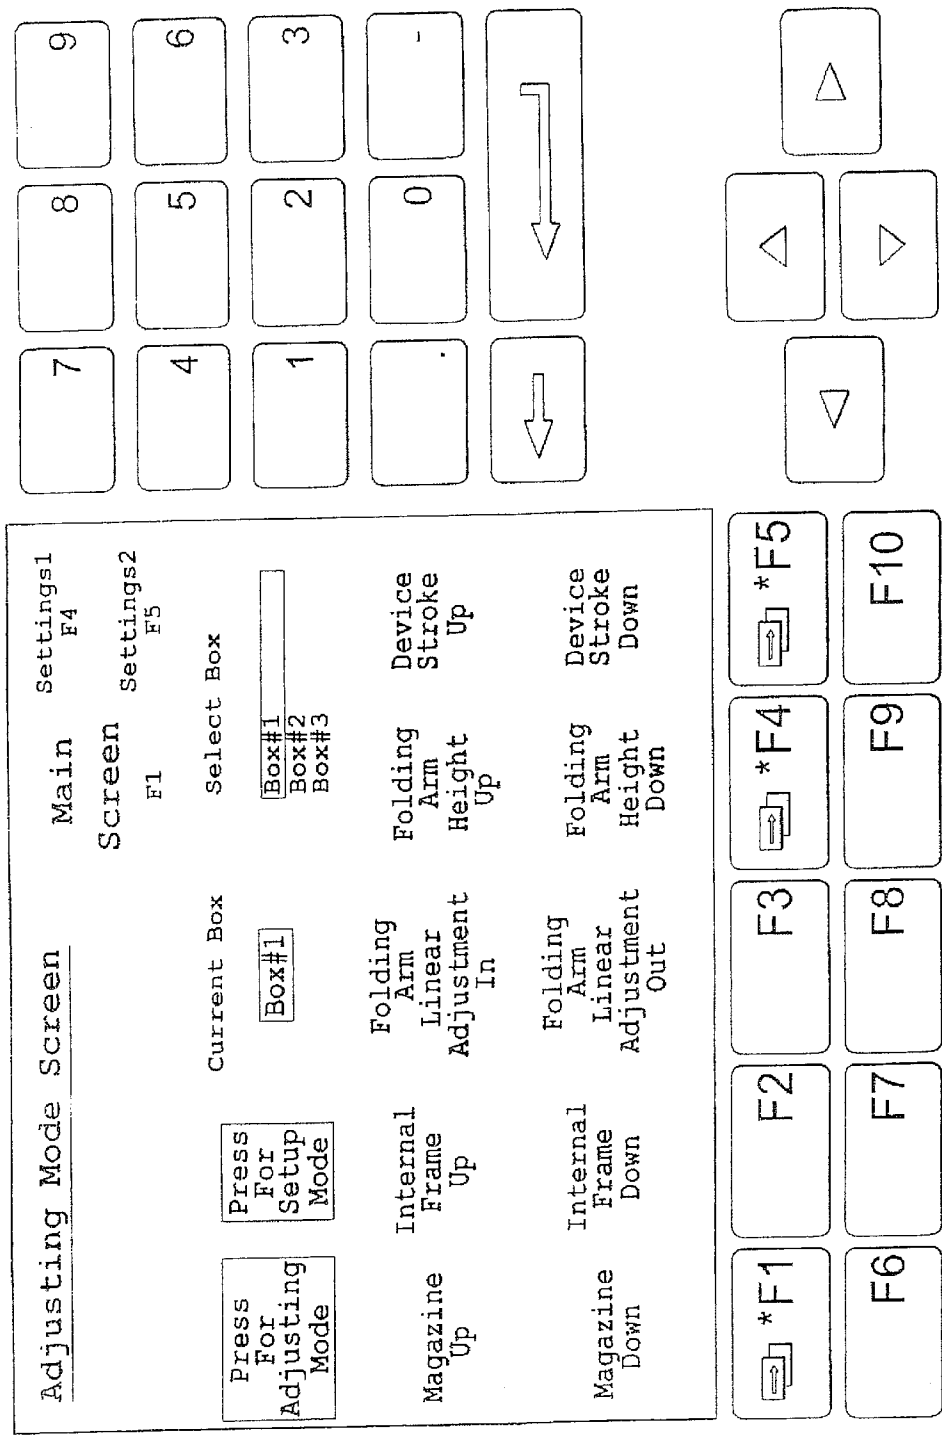 Adjusting Mode Screen
Main
Screen
F1
Settings1
F4
Settings2
F5
Press
For
Adjusting
Mode
Press
For
Setup
Mode
Current Box
Box#1
Select Box
Box#1
Box#2
Box#3
Magazine
Up
Internal
Frame
Up
Folding
Arm
Linear
Adjustment
In
Folding
Arm
Height
Up
Device
Stroke
Up
Magazine
Down
Internal
Frame
Down
Folding
Arm
Linear
Adjustment
Out
Folding
Arm
Height
Down
Device
Stroke
Down
*F1
F2
F3
*F4
*F5
F6
F7
F8
F9
F10
7
8
9
4
5
6
1
2
3
.
0
-